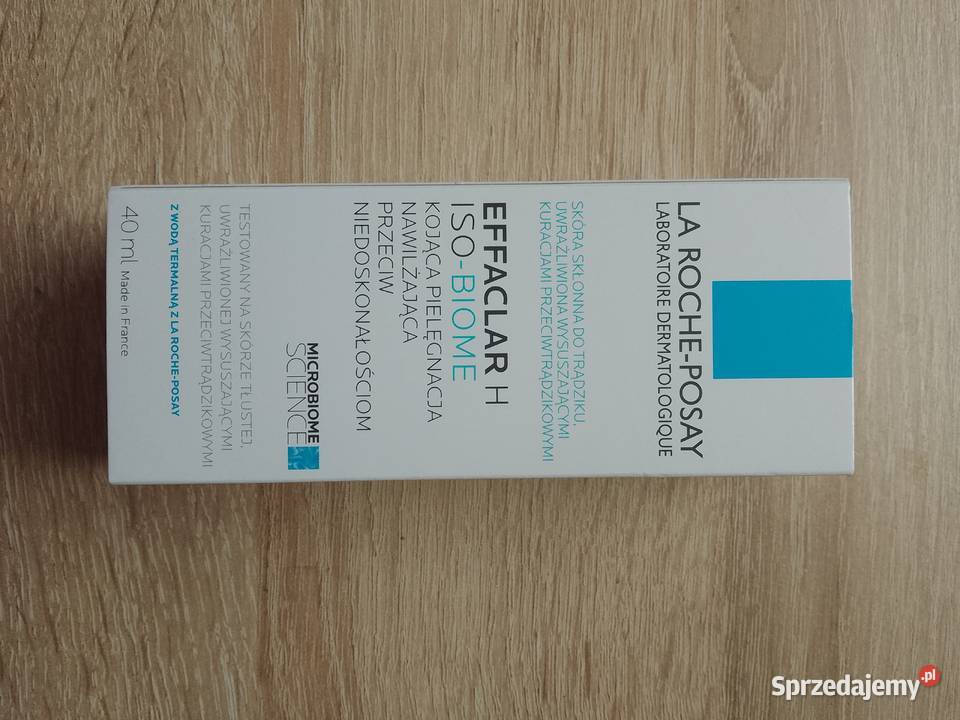 LA ROCHE-POSAY
LABORATOIRE DERMATOLOGIQUE
SKÓRA SKŁONNA DO TRĄDZIKU,
UWRAŻLIWIONA WYSUSZAJĄCYMI
KURACJAMI PRZECIWTRĄDZIKOWYMI
EFFACLAR H
ISO-BIOME
KOJĄCA PIELĘGNACJA
NAWILŻAJĄCA
PRZECIW
NIEDOSKONAŁOŚCIOM
MICROBIOME
SCIENCE
TESTOWANY NA SKÓRZE TŁUSTEJ,
UWRAŻLIWIONEJ WYSUSZAJĄCYMI
KURACJAMI PRZECIWTRĄDZIKOWYMI
Z WODĄ TERMALNĄ Z LA ROCHE-POSAY
40 ml Made in France
Sprzedajemy.pl